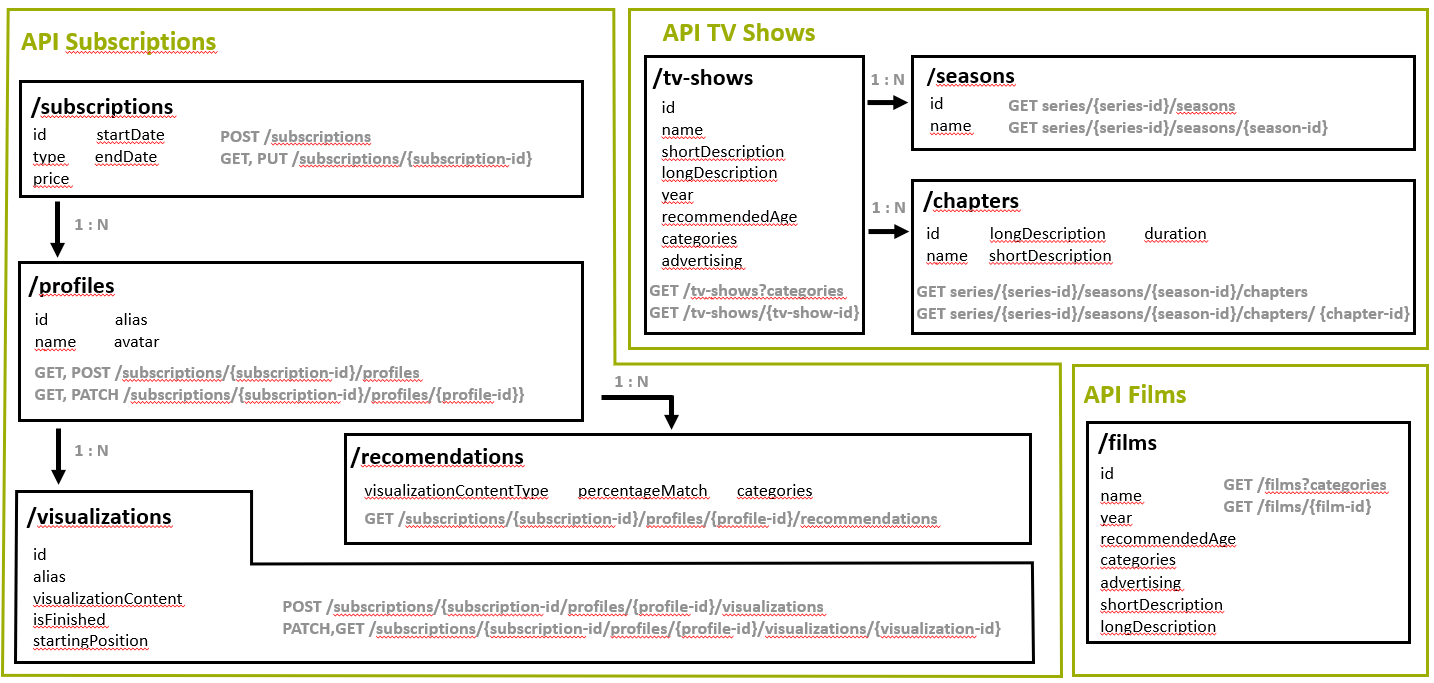 API Subscriptions
/subscriptions
id startDate
type endDate
price
POST /subscriptions
GET, PUT /subscriptions/{subscription-id}
1 : N
/profiles
id alias
name avatar
GET, POST /subscriptions/{subscription-id}/profiles
GET, PATCH /subscriptions/{subscription-id}/profiles/{profile-id}}
1 : N
1 : N
/recomendations
visualizationContentType percentageMatch categories
GET /subscriptions/{subscription-id}/profiles/{profile-id}/recommendations
/visualizations
id
alias
visualizationContent
isFinished
startingPosition
POST /subscriptions/{subscription-id/profiles/{profile-id}/visualizations
PATCH,GET /subscriptions/{subscription-id/profiles/{profile-id}/visualizations/{visualization-id}
API TV Shows
/tv-shows
id
name
shortDescription
longDescription
year
recommendedAge
categories
advertising
GET /tv-shows?categories
GET /tv-shows/{tv-show-id}
1 : N
/seasons
id
name
GET series/{series-id}/seasons
GET series/{series-id}/seasons/{season-id}
1 : N
/chapters
id longDescription duration
name shortDescription
GET series/{series-id}/seasons/{season-id}/chapters
GET series/{series-id}/seasons/{season-id}/chapters/ {chapter-id}
API Films
/films
id
name
year
recommendedAge
categories
advertising
shortDescription
longDescription
GET /films?categories
GET /films/{film-id}